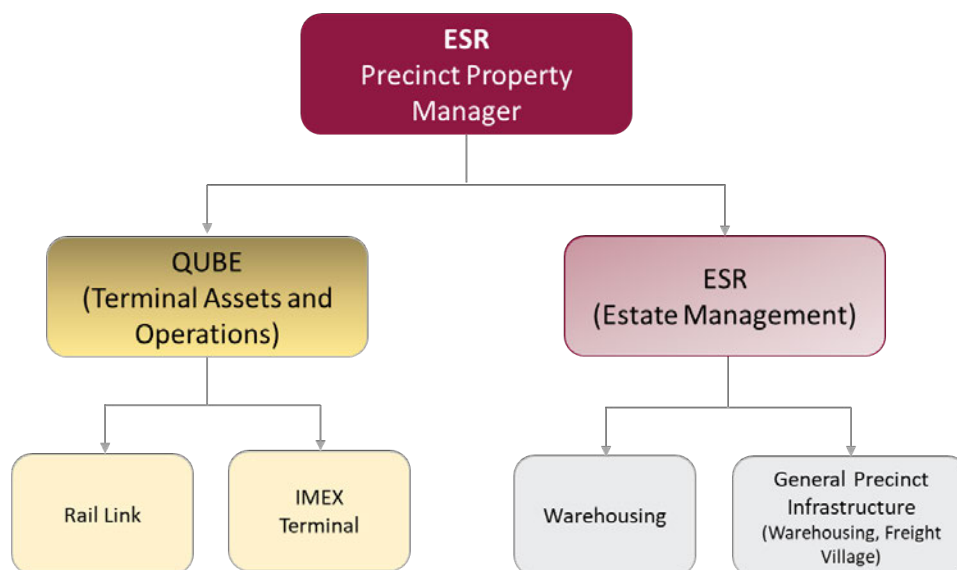 ESR
Precinct Property
Manager
QUBE
(Terminal Assets and
Operations)
ESR
(Estate Management)
Rail Link
IMEX
Terminal
Warehousing
General Precinct
Infrastructure
(Warehousing, Freight
Village)